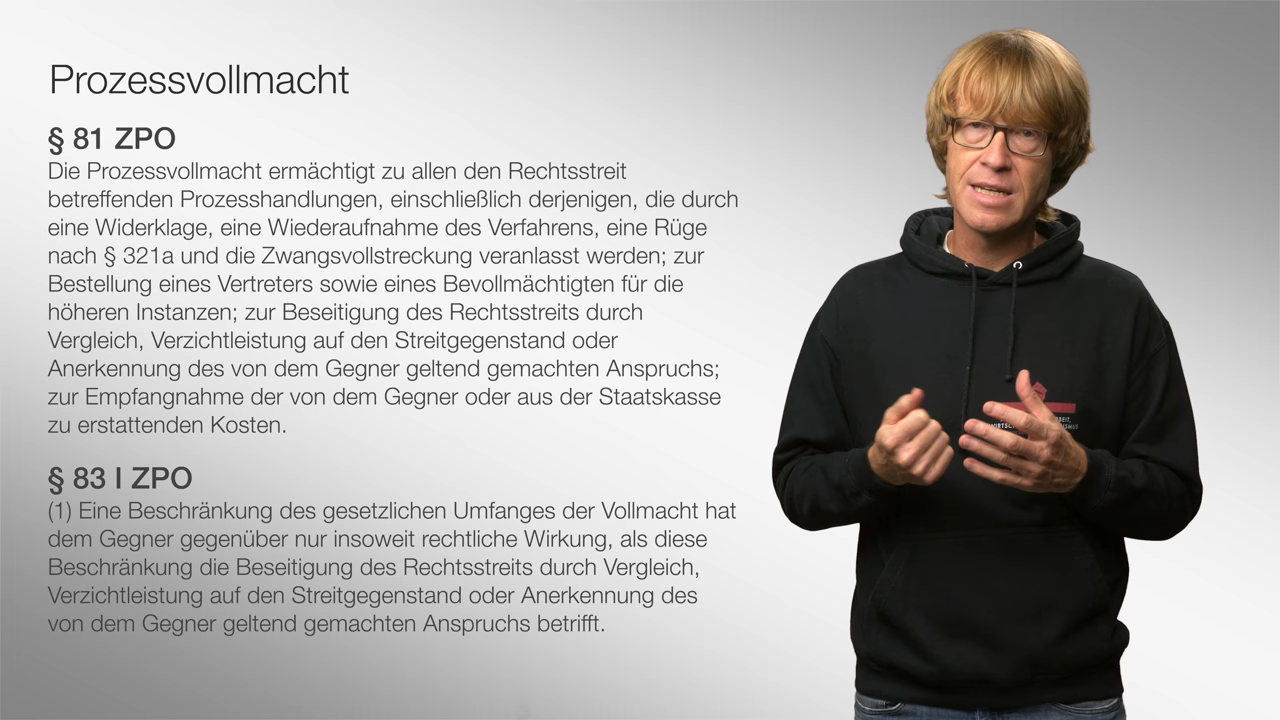 Prozessvollmacht
§ 81 ZPO
Die Prozessvollmacht ermächtigt zu allen den Rechtsstreit
betreffenden Prozesshandlungen, einschließlich derjenigen, die durch
eine Widerklage, eine Wiederaufnahme des Verfahrens, eine Rüge
nach § 321a und die Zwangsvollstreckung veranlasst werden; zur
Bestellung eines Vertreters sowie eines Bevollmächtigten für die
höheren Instanzen; zur Beseitigung des Rechtsstreits durch
Vergleich, Verzichtleistung auf den Streitgegenstand oder
Anerkennung des von dem Gegner geltend gemachten Anspruchs;
zur Empfangnahme der von dem Gegner oder aus der Staatskasse
zu erstattenden Kosten.
§ 83 I ZPO
(1) Eine Beschränkung des gesetzlichen Umfanges der Vollmacht hat
dem Gegner gegenüber nur insoweit rechtliche Wirkung, als diese
Beschränkung die Beseitigung des Rechtsstreits durch Vergleich,
Verzichtleistung auf den Streitgegenstand oder Anerkennung des
von dem Gegner geltend gemachten Anspruchs betrifft.